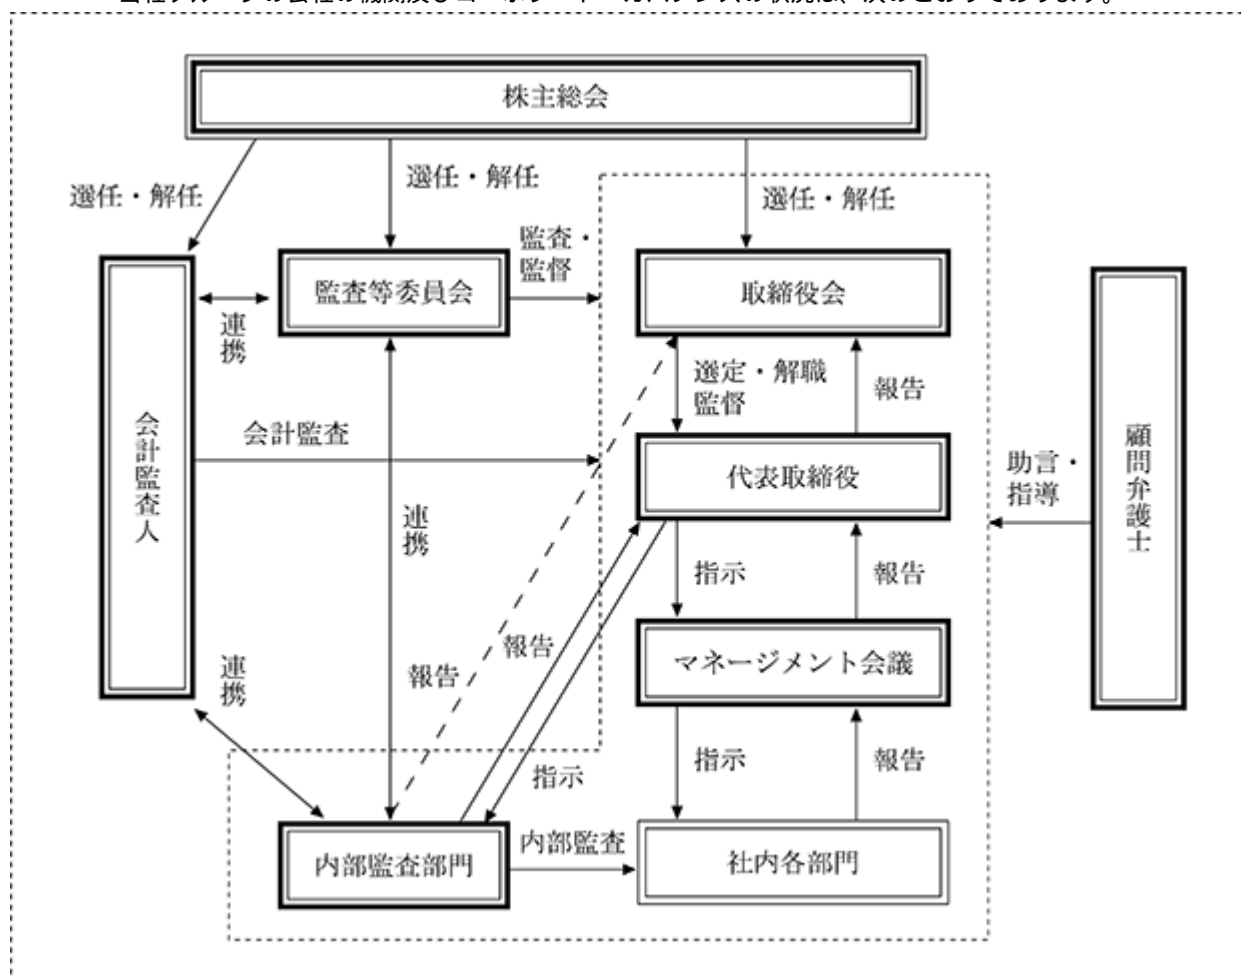 株主総会
選任・解任
選任・解任
選任・解任
監査・
監督
監査等委員会
取締役会
連
携
選定・解職
監督
報告
会計監査
会計監査人
代表取締役
助言・
指導
顧問弁護士
連
携
指示
報告
報告
報告
マネージメント会議
連
携
指示
指示
報告
内部監査
内部監査部門
社内各部門